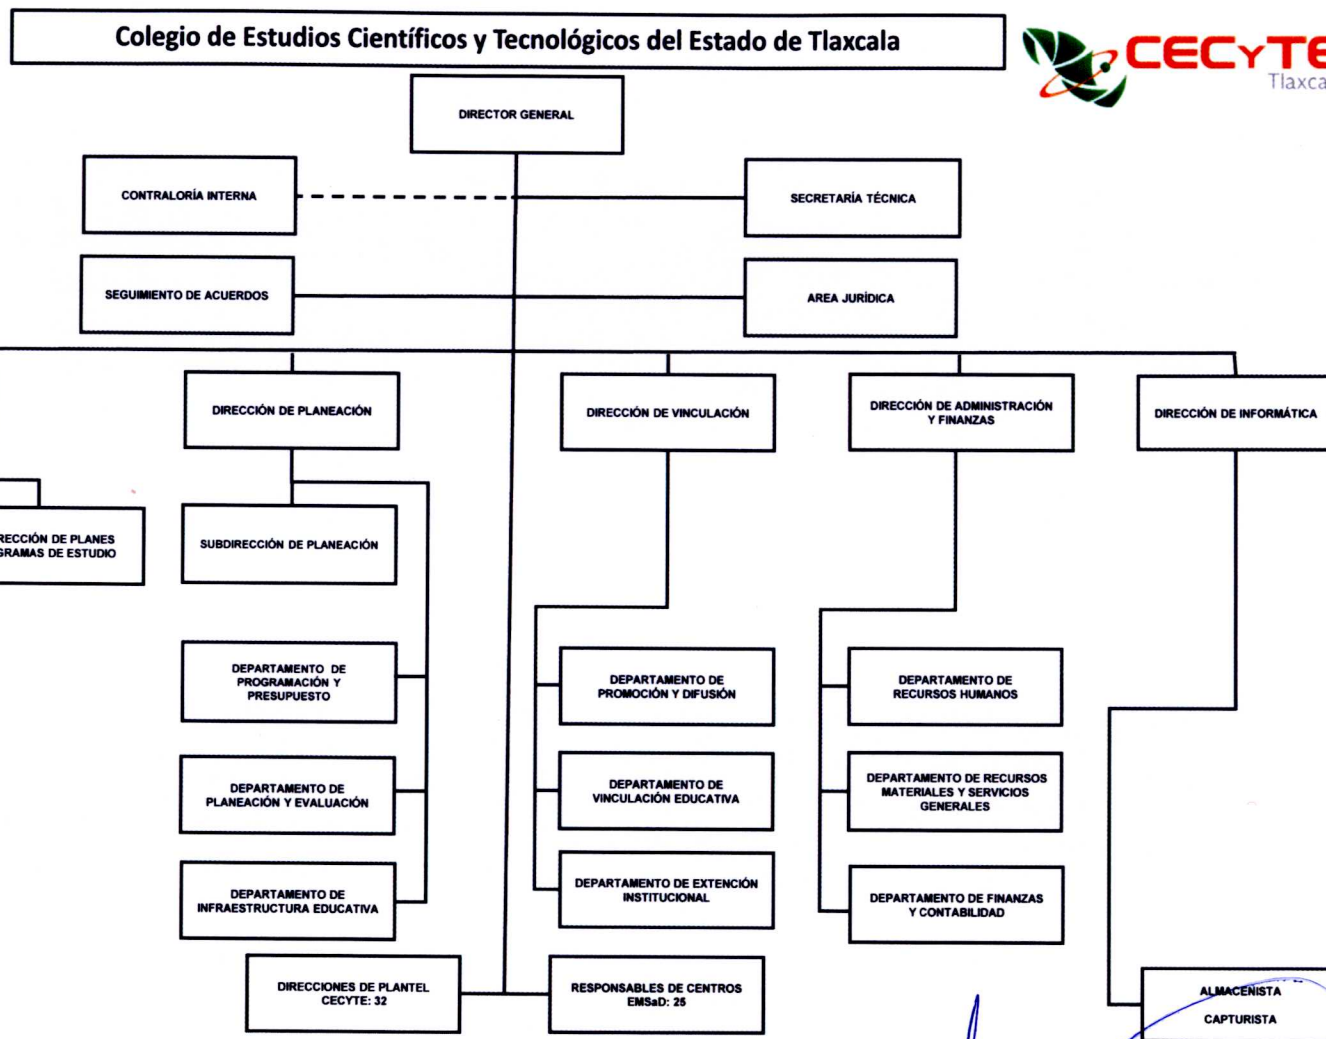 Colegio de Estudios Científicos y Tecnológicos del Estado de Tlaxcala
CECYTE
Tlaxca
DIRECTOR GENERAL
CONTRALORÍA INTERNA
SECRETARÍA TÉCNICA
SEGUIMIENTO DE ACUERDOS
AREA JURÍDICA
DIRECCIÓN DE PLANEACIÓN
DIRECCIÓN DE VINCULACIÓN
DIRECCIÓN DE ADMINISTRACIÓN
Y FINANZAS
DIRECCIÓN DE INFORMÁTICA
RECCIÓN DE PLANES
GRAMAS DE ESTUDIO
SUBDIRECCIÓN DE PLANEACIÓN
DEPARTAMENTO DE
PROGRAMACIÓN Y
PRESUPUESTO
DEPARTAMENTO DE
PROMOCIÓN Y DIFUSIÓN
DEPARTAMENTO DE
RECURSOS HUMANOS
DEPARTAMENTO DE
PLANEACIÓN Y EVALUACIÓN
DEPARTAMENTO DE
VINCULACIÓN EDUCATIVA
DEPARTAMENTO DE RECURSOS
MATERIALES Y SERVICIOS
GENERALES
DEPARTAMENTO DE
INFRAESTRUCTURA EDUCATIVA
DEPARTAMENTO DE EXTENCIÓN
INSTITUCIONAL
DEPARTAMENTO DE FINANZAS
Y CONTABILIDAD
DIRECCIONES DE PLANTEL
CECYTE: 32
RESPONSABLES DE CENTROS
EMSaD: 25
ALMACENISTA
CAPTURISTA